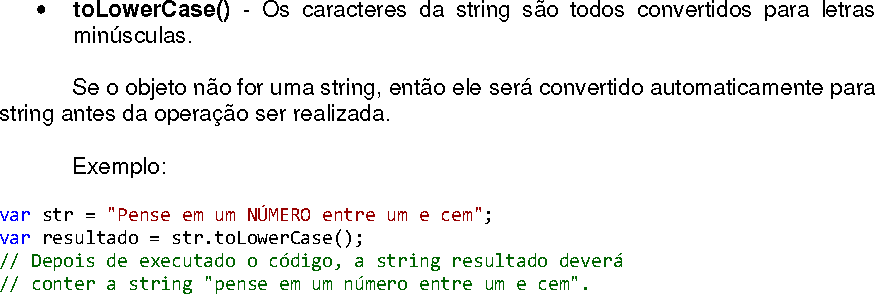 • toLowerCase() - Os caracteres da string são todos convertidos para letras
minúsculas.
Se o objeto não for uma string, então ele será convertido automaticamente para
string antes da operação ser realizada.
Exemplo:
var str = "Pense em um NÚMERO entre um e cem";
var resultado = str.toLowerCase();
// Depois de executado o código, a string resultado deverá
// conter a string "pense em um número entre um e cem".